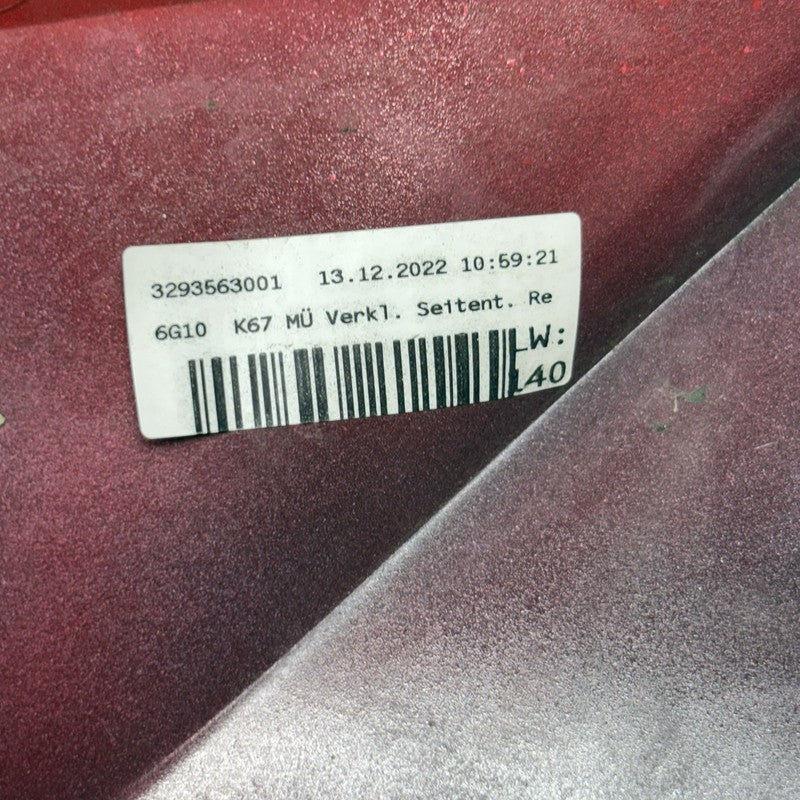 3293563001 13.12.2022 10:59:21
6G10 K67 MÜ Verkl. Seitent. Re
LW:
140